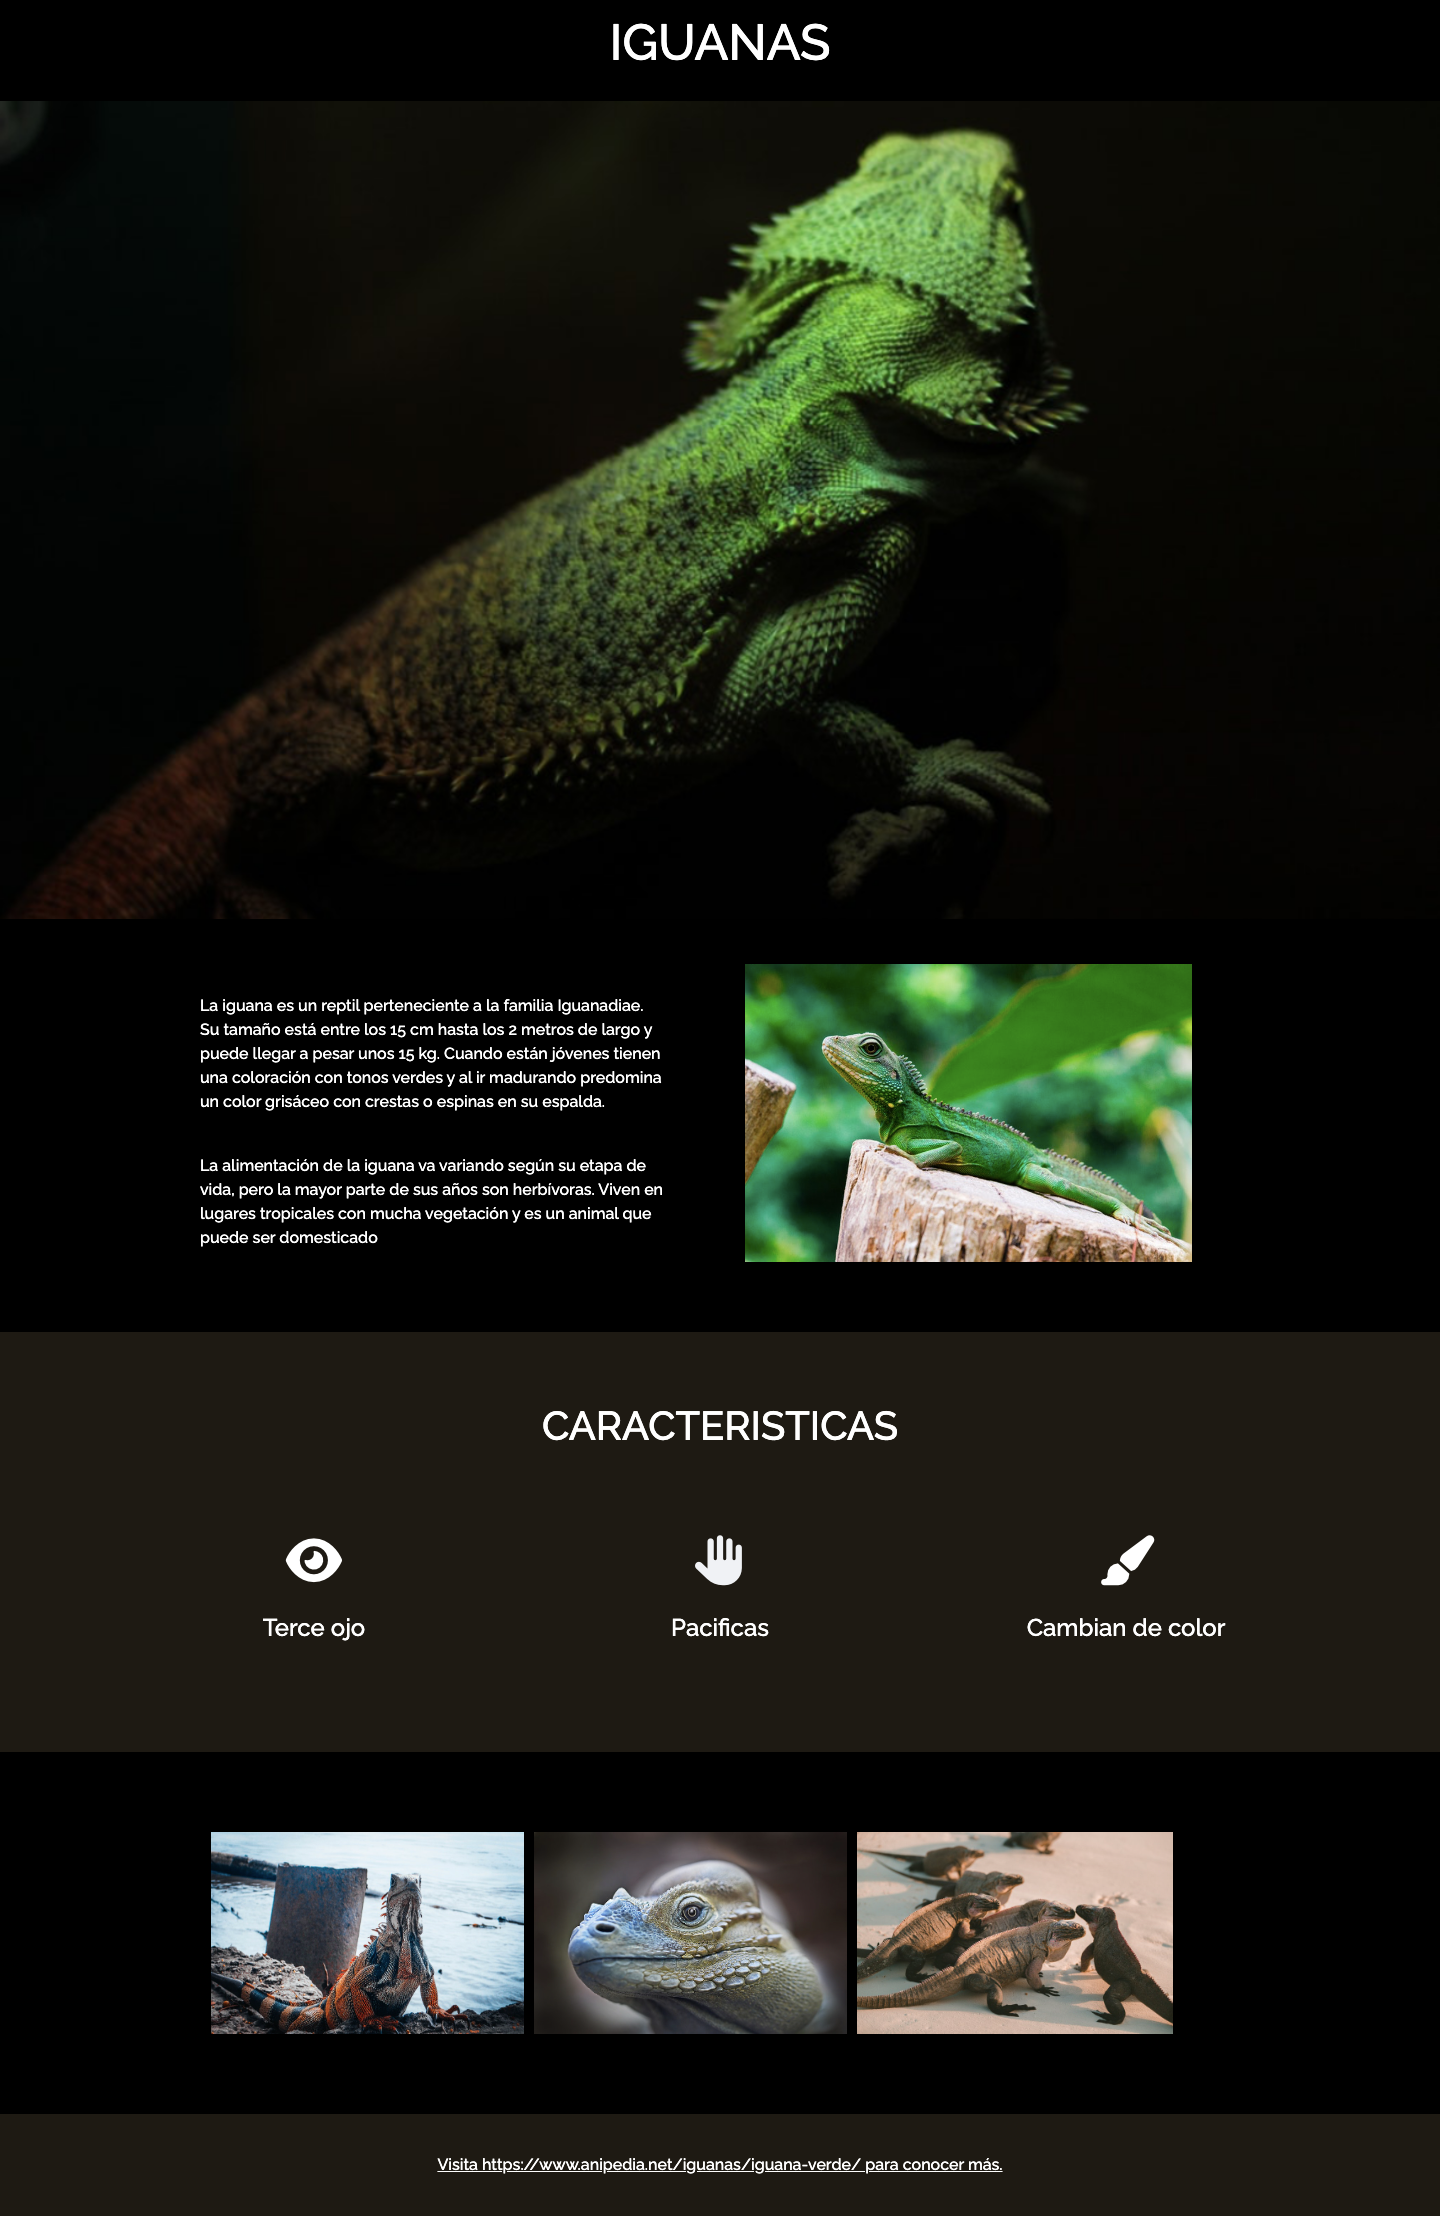 IGUANAS
La iguana es un reptil perteneciente a la familia Iguanadiae.
Su tamaño está entre los 15 cm hasta los 2 metros de largo y
puede llegar a pesar unos 15 kg. Cuando están jóvenes tienen
una coloración con tonos verdes y al ir madurando predomina
un color grisáceo con crestas o espinas en su espalda.
La alimentación de la iguana va variando según su etapa de
vida, pero la mayor parte de sus años son herbívoras. Viven en
lugares tropicales con mucha vegetación y es un animal que
puede ser domesticado
CARACTERISTICAS
Terce ojo
Pacificas
Cambian de color
Visita https://www.anipedia.net/iguanas/iguana-verde/ para conocer más.